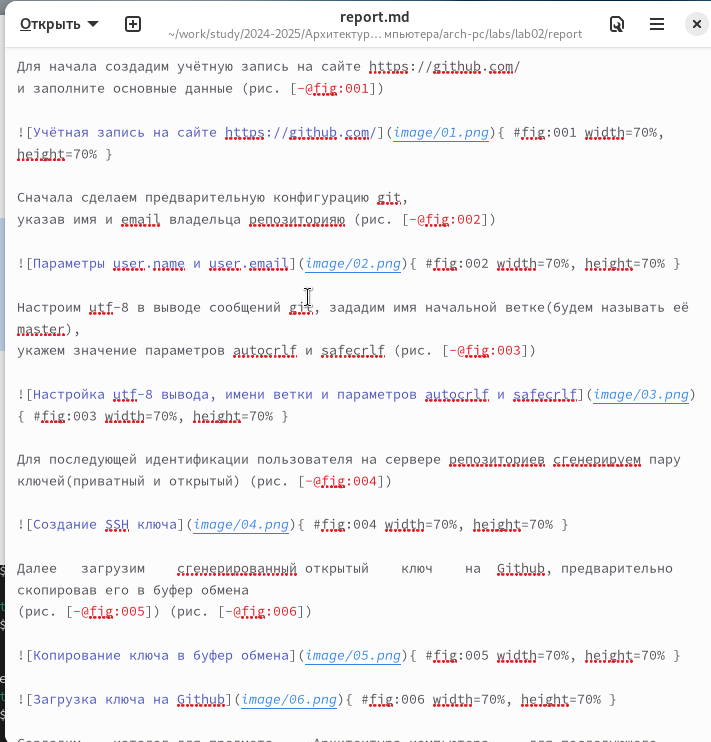 Открыть
report.md
~/work/study/2024-2025/Архитектур… мпьютера/arch-pc/labs/lab02/report
Для начала создадим учётную запись на сайте https://github.com/
и заполните основные данные (рис. [-@fig:001])
![Учётная запись на сайте https://github.com/](image/01.png){ #fig:001 width=70%,
height=70% }
Сначала сделаем предварительную конфигурацию git,
указав имя и email владельца репозиторияю (рис. [-@fig:002])
![Параметры user.name и user.email](image/02.png){ #fig:002 width=70%, height=70% }
Настроим utf-8 в выводе сообщений git, зададим имя начальной ветке(будем называть её
master),
укажем значение параметров autocrlf и safecrlf (рис. [-@fig:003])
![Настройка utf-8 вывода, имени ветки и параметров autocrlf и safecrlf](image/03.png)
{ #fig:003 width=70%, height=70% }
Для последующей идентификации пользователя на сервере репозиториев сгенерируем пару
ключей(приватный и открытый) (рис. [-@fig:004])
![Создание SSH ключа](image/04.png){ #fig:004 width=70%, height=70% }
Далее загрузим сгенерированный открытый ключ на Github, предварительно
скопировав его в буфер обмена
(рис. [-@fig:005]) (рис. [-@fig:006])
![Копирование ключа в буфер обмена](image/05.png){ #fig:005 width=70%, height=70% }
![Загрузка ключа на Github](image/06.png){ #fig:006 width=70%, height=70% }